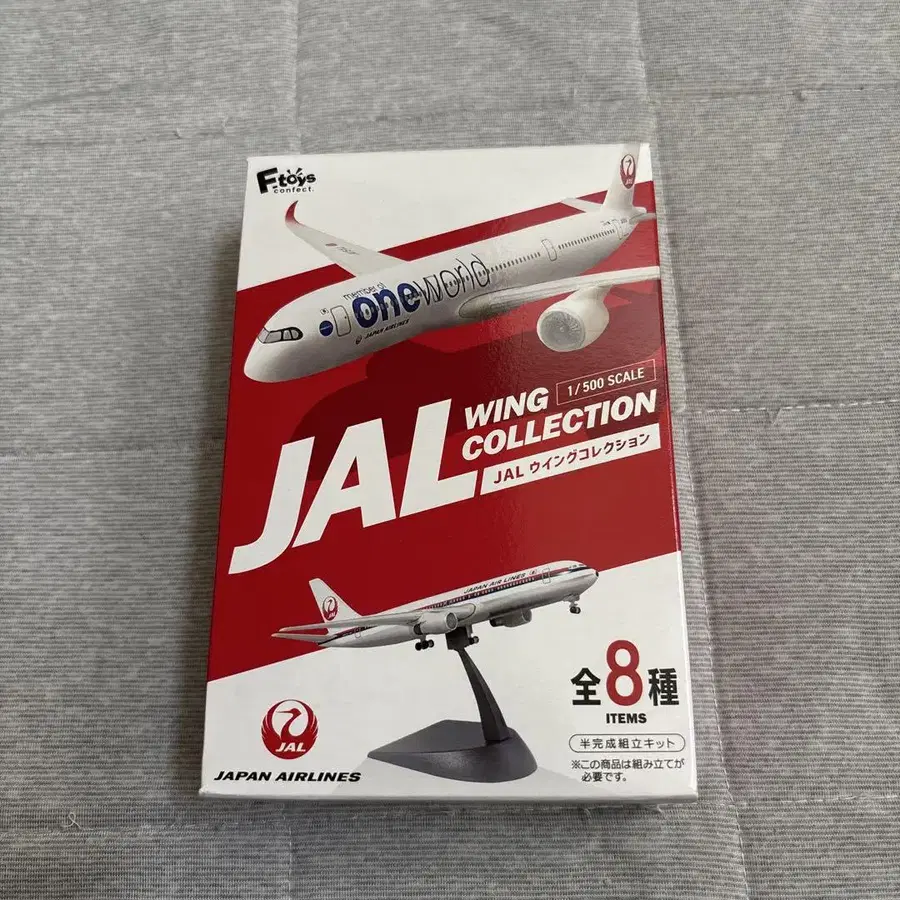 F-toys
confect.
member of
oneworld
JAPAN AIRLINES
1/500 SCALE
JAL WING
COLLECTION
JAL ウイングコレクション
JAPAN AIR LINES
JAL
全8種
ITEMS
JAL
JAPAN AIRLINES
半完成組立キット
※この商品は組み立てが
必要です。